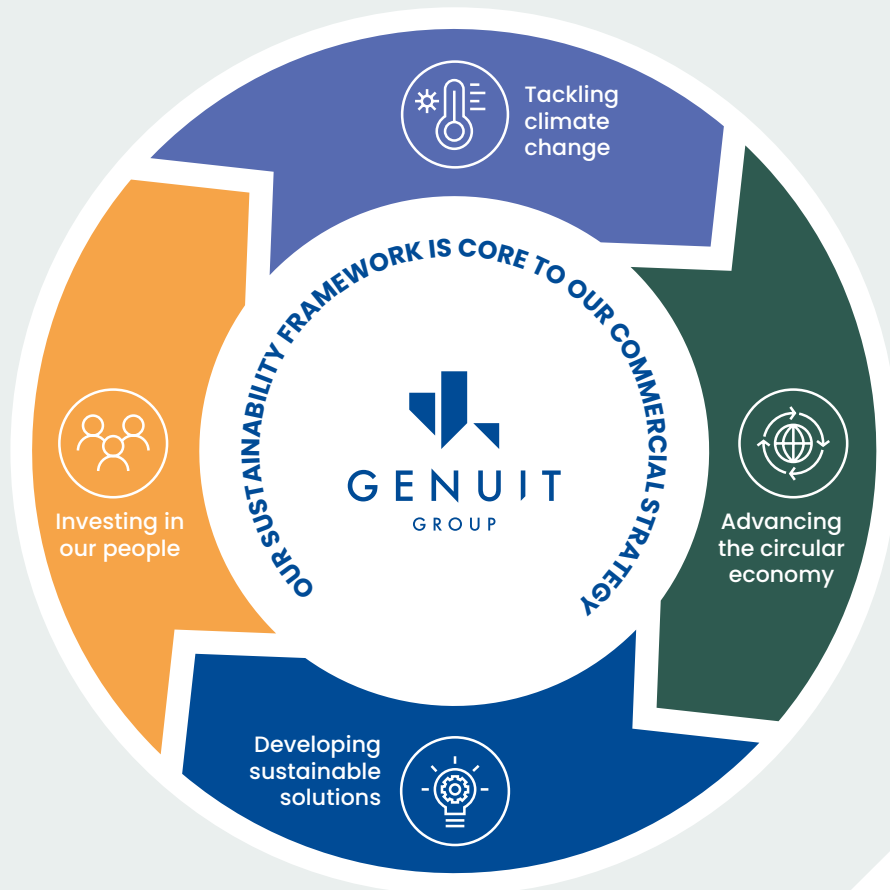 Tackling
climate
change
OUR SUSTAINABILITY FRAMEWORK IS CORE TO OUR COMMERCIAL STRATEGY
GENUIT
GROUP
Investing in
our people
Advancing
the circular
economy
Developing
sustainable
solutions